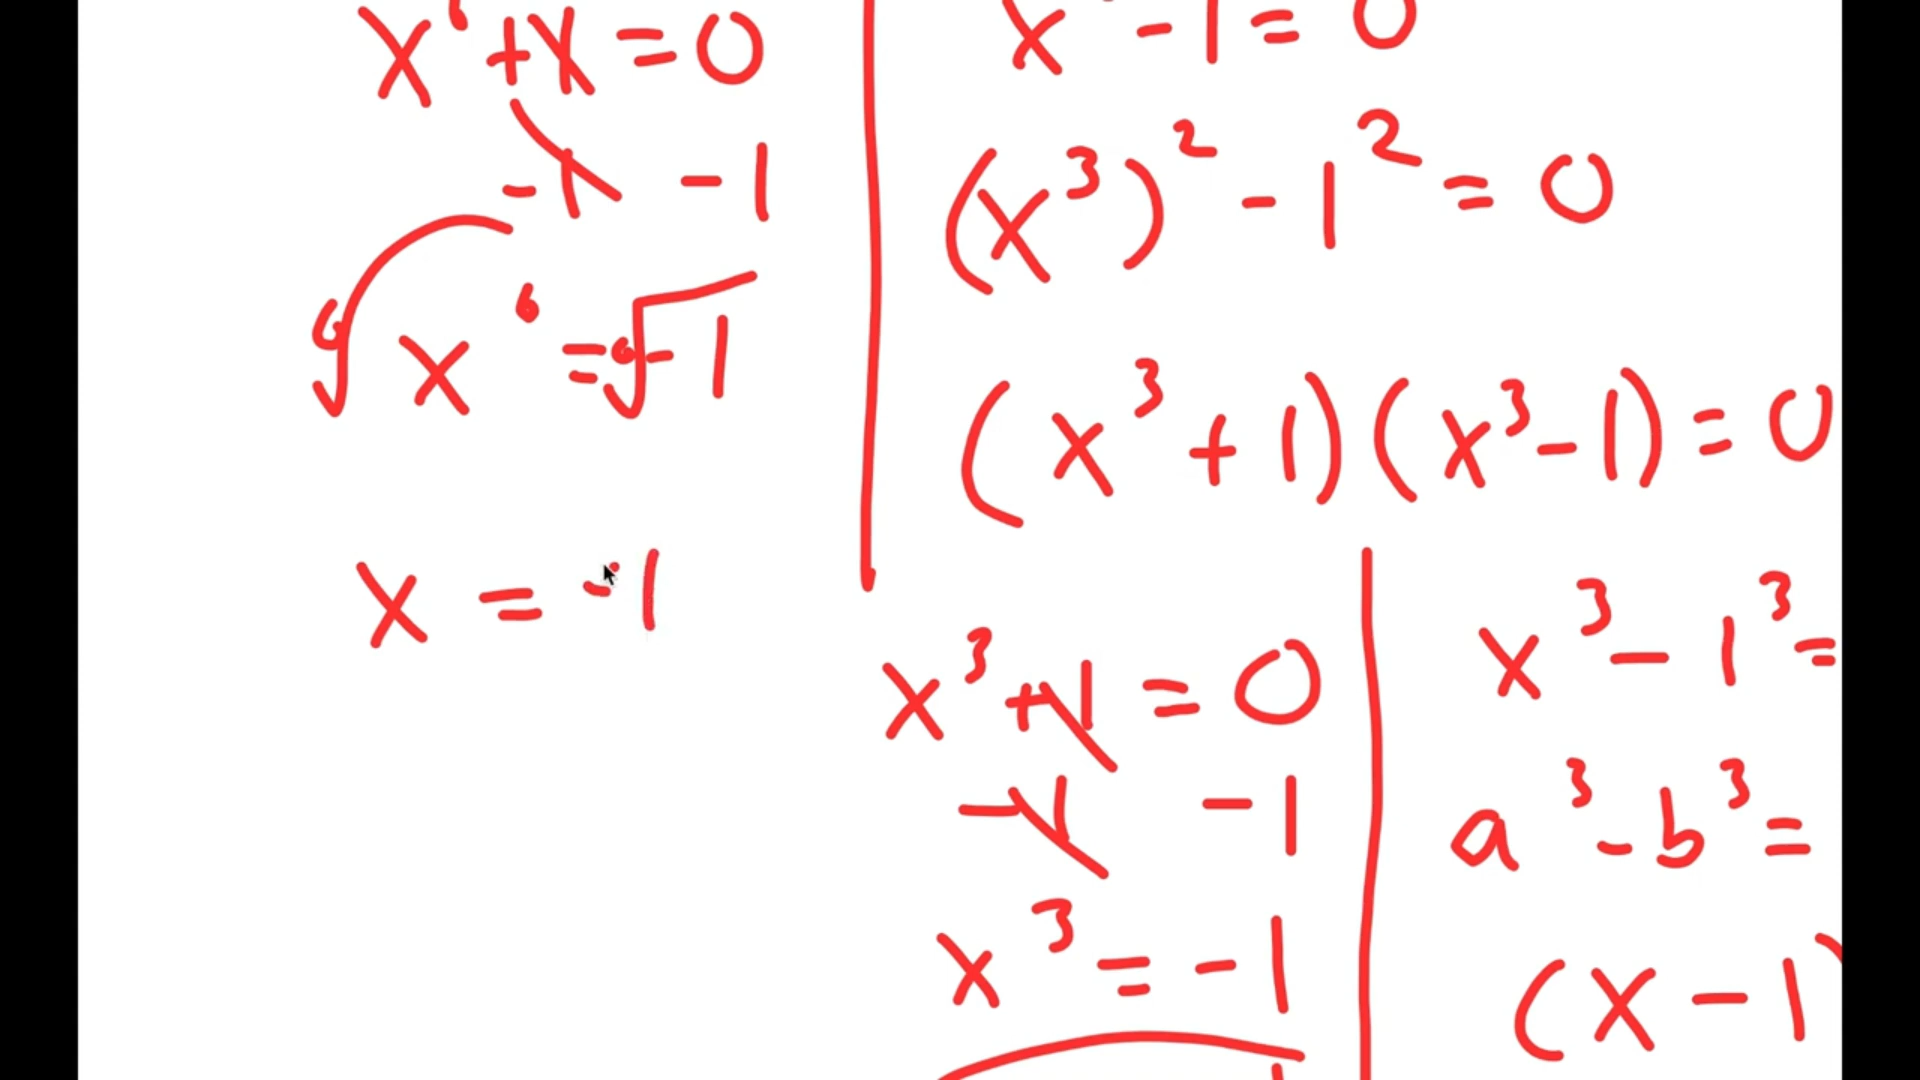 x⁶ + 1 = 0
- 1 - 1
⁶√x⁶ = ⁶√-1
x = -1
- 1 = 0
(x³)² - 1² = 0
(x³ + 1)(x³ - 1) = 0
x³ + 1 = 0
- 1 - 1
x³ = -1
x³ - 1³ =
a³ - b³ =
(x - 1)